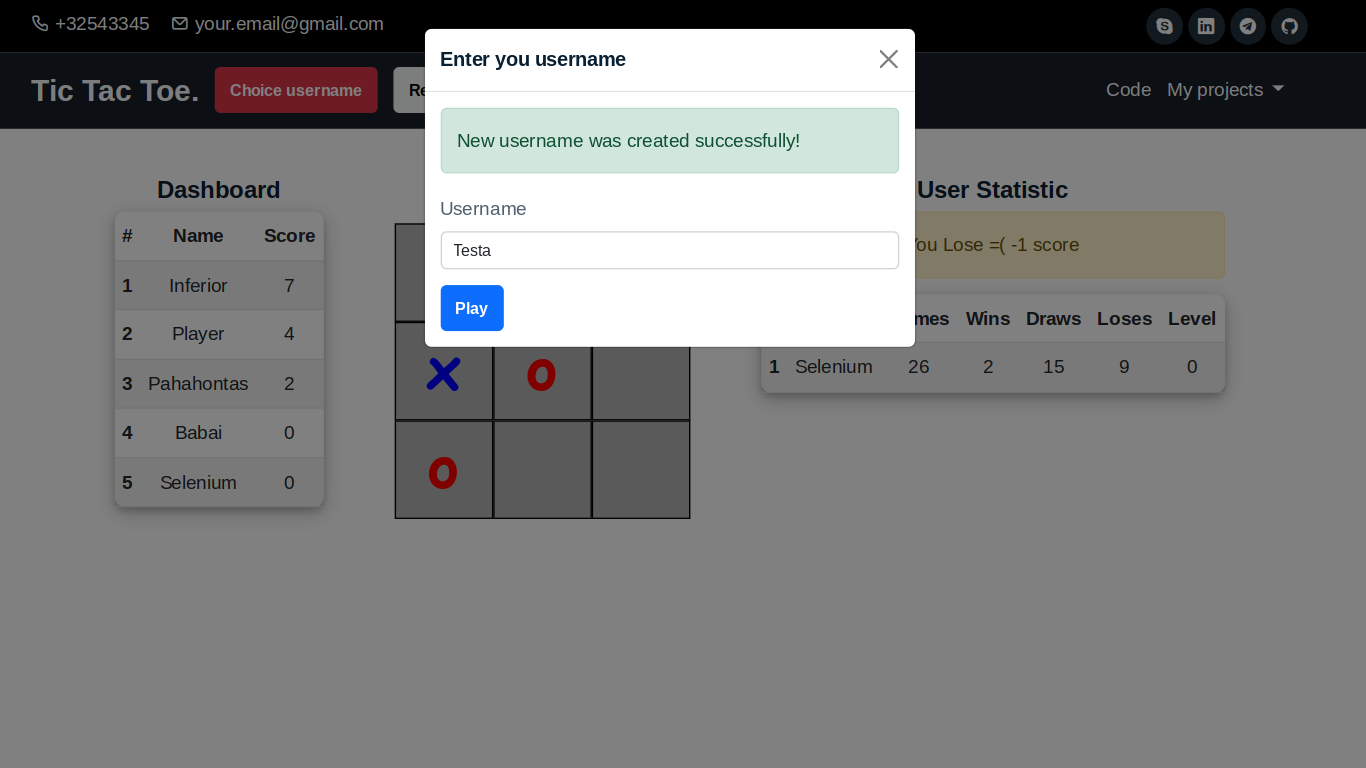 +32543345 your.email@gmail.com
Tic Tac Toe. Choice username Re Code My projects
Enter you username
New username was created successfully!
Username
Testa
Play
Dashboard
# Name Score
1 Inferior 7
2 Player 4
3 Pahahontas 2
4 Babai 0
5 Selenium 0
X O
O
User Statistic
You Lose =( -1 score
mes Wins Draws Loses Level
1 Selenium 26 2 15 9 0